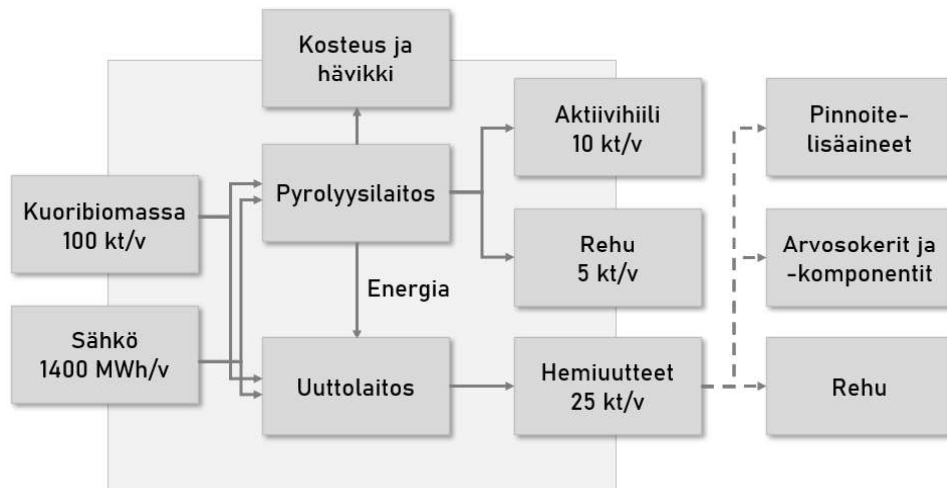 Kosteus ja
hävikki
Kuoribiomassa
100 kt/v
Sähkö
1400 MWh/v
Pyrolyysilaitos
Energia
Uuttolaitos
Aktiivihiili
10 kt/v
Rehu
5 kt/v
Hemiuutteet
25 kt/v
Pinnoite-
lisäaineet
Arvosokerit ja
-komponentit
Rehu